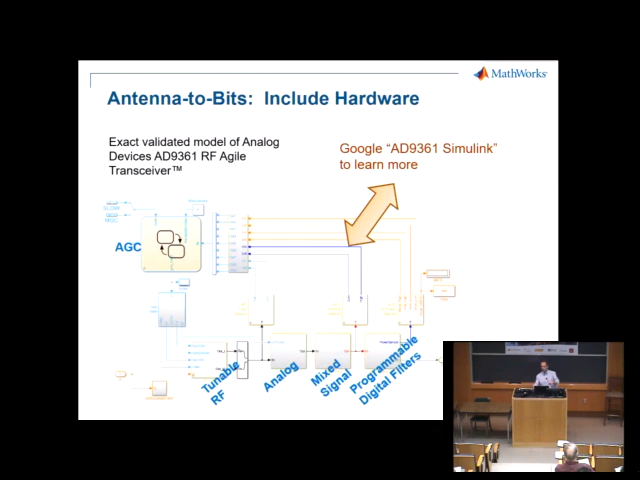 MathWorks
Antenna-to-Bits: Include Hardware
Exact validated model of Analog
Devices AD9361 RF Agile
Transceiver™
Google “AD9361 Simulink”
to learn more
AGC
Tunable
RF
Analog
Mixed
Signal
Programmable
Digital Filters